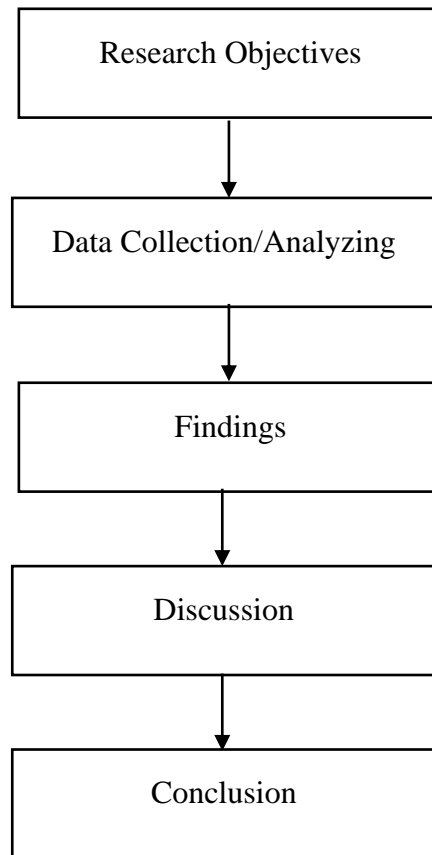 Research Objectives
Data Collection/Analyzing
Findings
Discussion
Conclusion